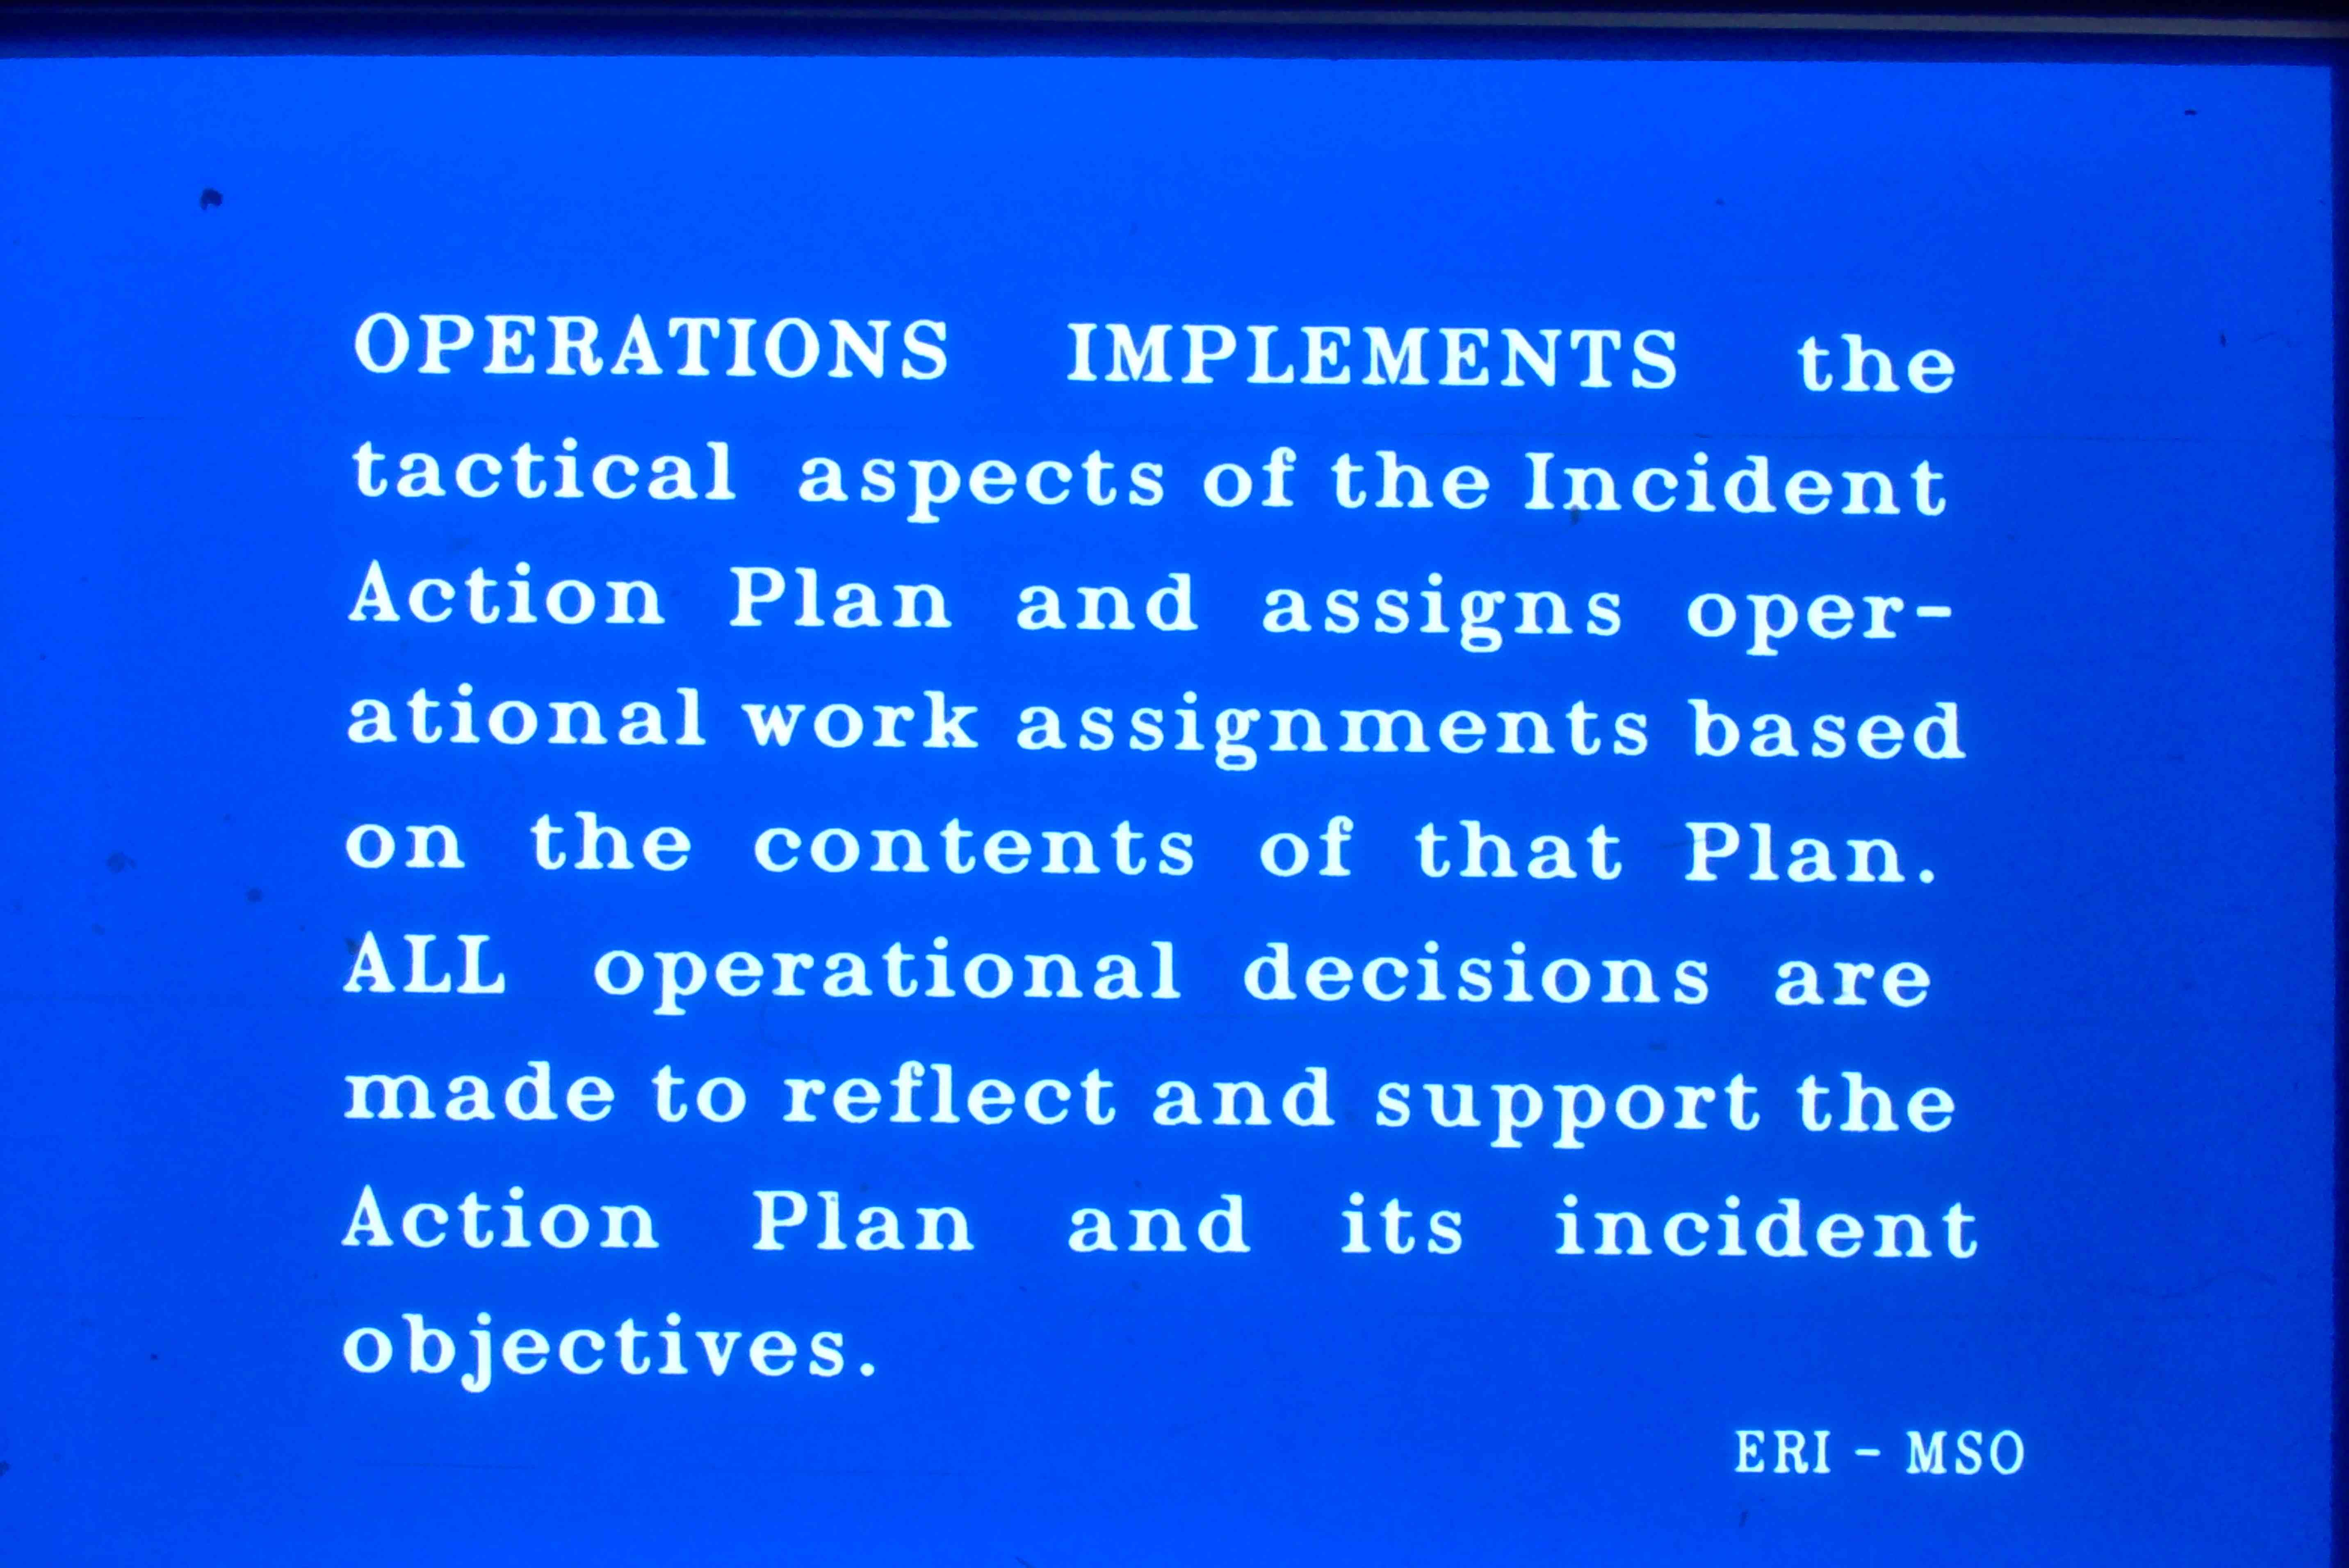 OPERATIONS IMPLEMENTS the
tactical aspects of the Incident
Action Plan and assigns oper-
ational work assignments based
on the contents of that Plan.
ALL operational decisions are
made to reflect and support the
Action Plan and its incident
objectives.
ERI - MSO